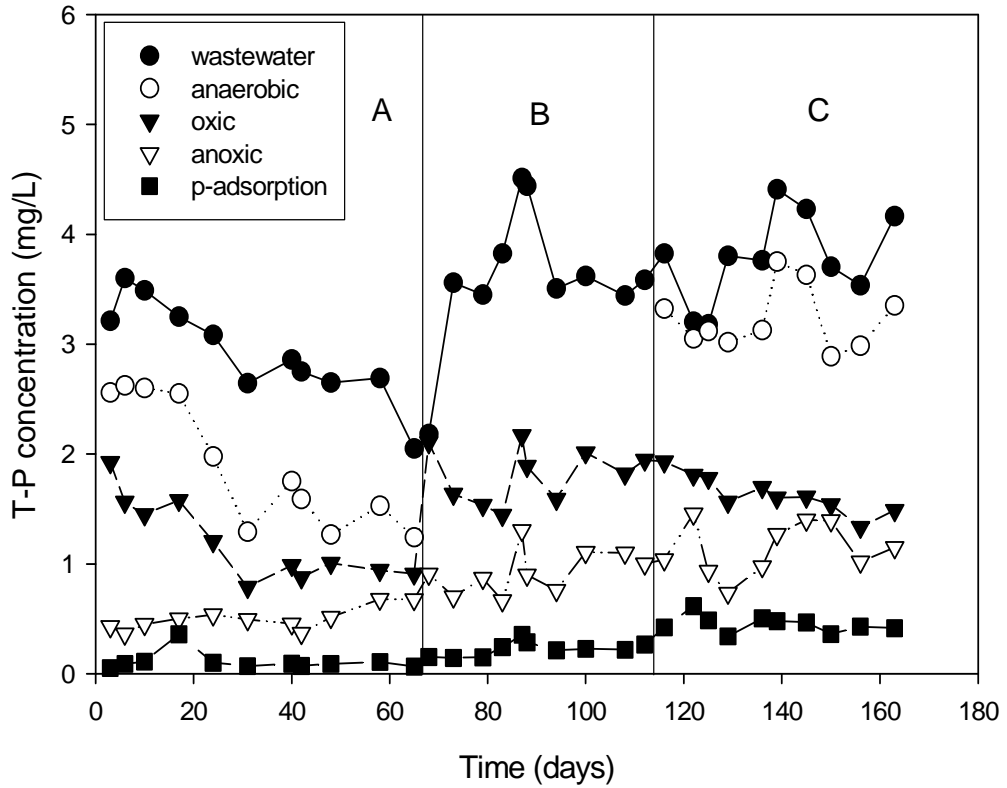 6
wastewater
anaerobic
oxic
anoxic
p-adsorption
A
B
C
5
4
3
2
1
0
T-P concentration (mg/L)
0 20 40 60 80 100 120 140 160 180
Time (days)